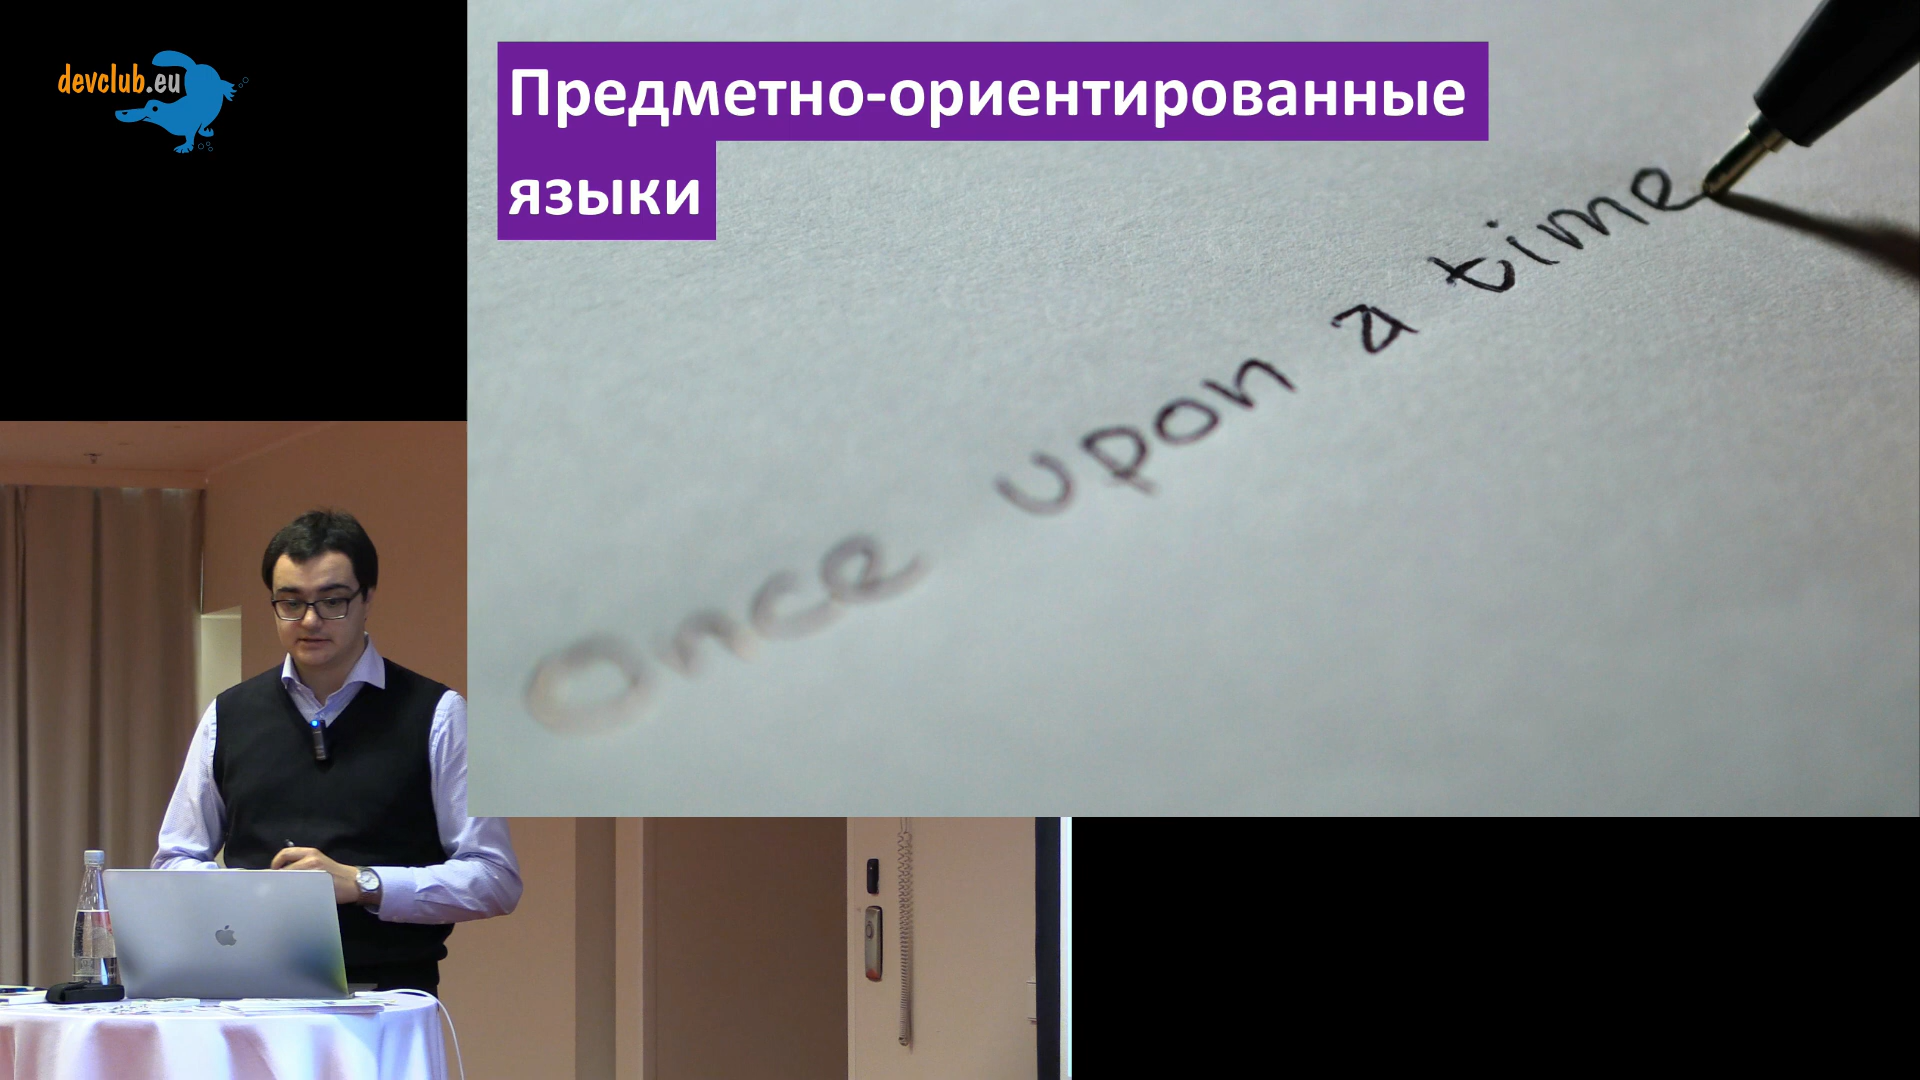 devclub.eu
Предметно-ориентированные
языки
Once upon a time